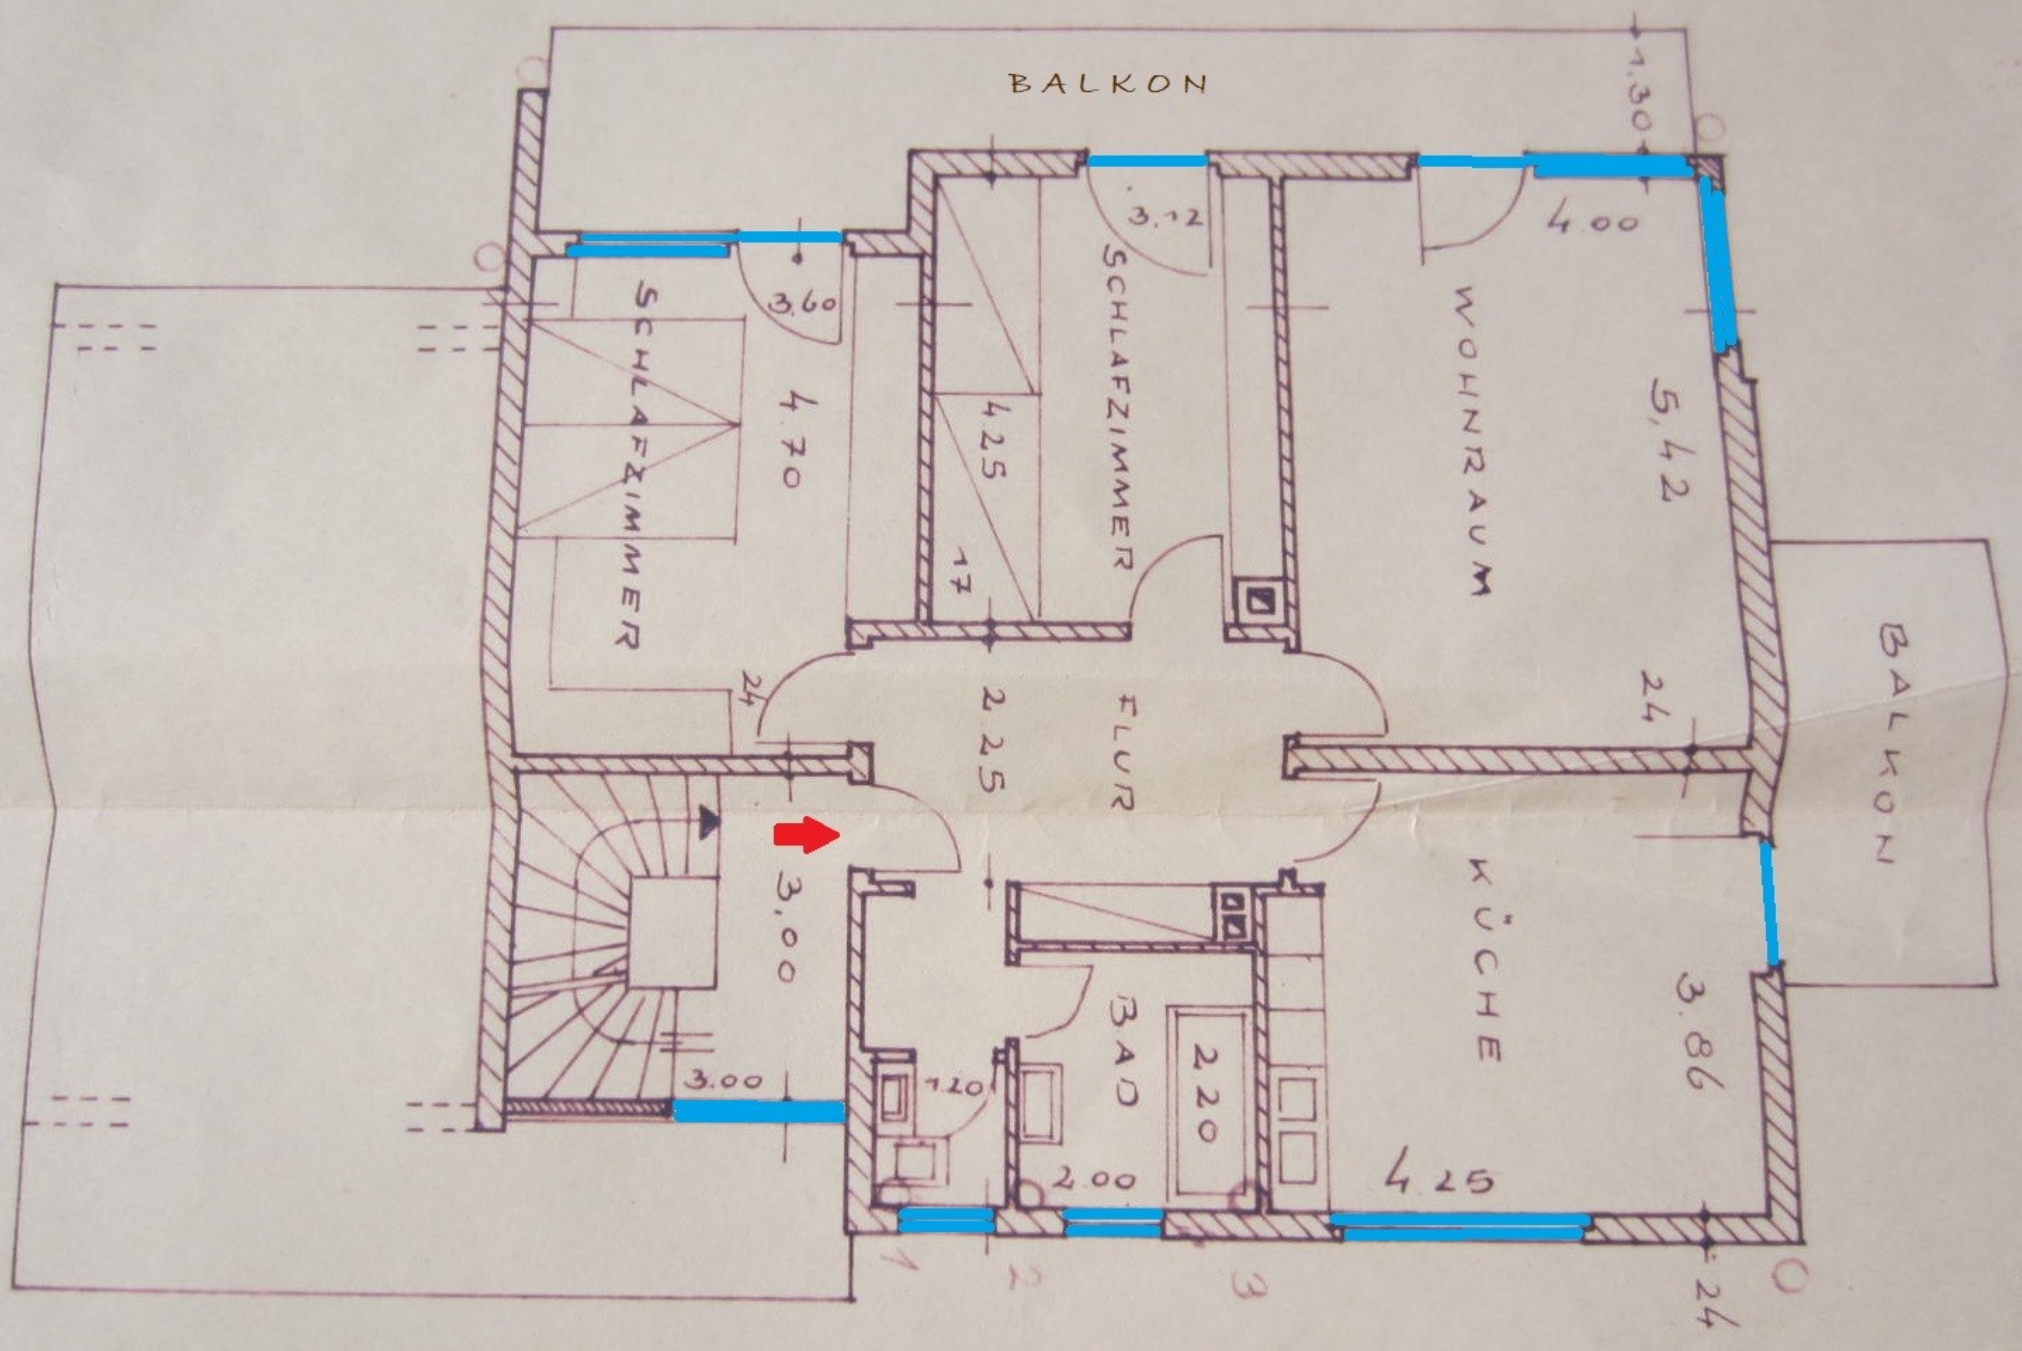 BALKON
1.30
3.12
4.00
3.60
SCHLAFZIMMER
4.70
SCHLAFZIMMER
4.25
17
WOHNRAUM
5,42
24
24
BALKON
FLUR
2.25
3,00
3.00
KÜCHE
3.86
BAD
2.20
1.20
2.00
4.25
1
2
3
24